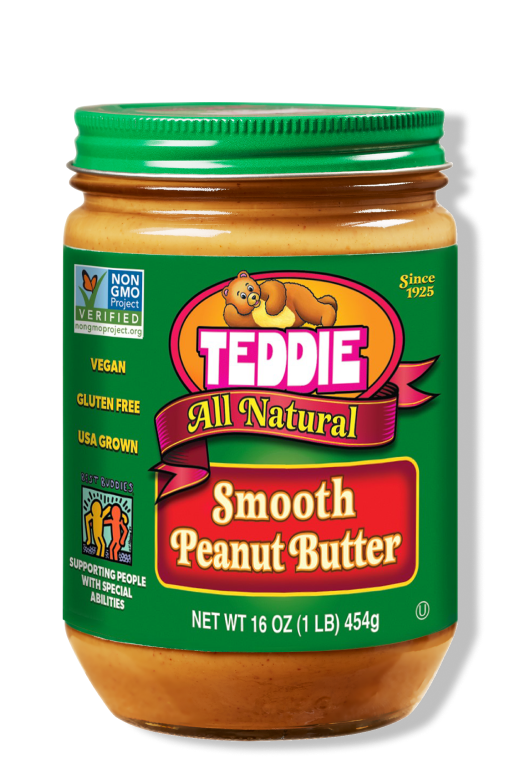 NON
GMO
Project
VERIFIED
nongmoproject.org
VEGAN
GLUTEN FREE
USA GROWN
BEST BUDDIES
SUPPORTING PEOPLE
WITH SPECIAL
ABILITIES
Since
1925
TEDDIE
All Natural
Smooth
Peanut Butter
NET WT 16 OZ (1 LB) 454g
U